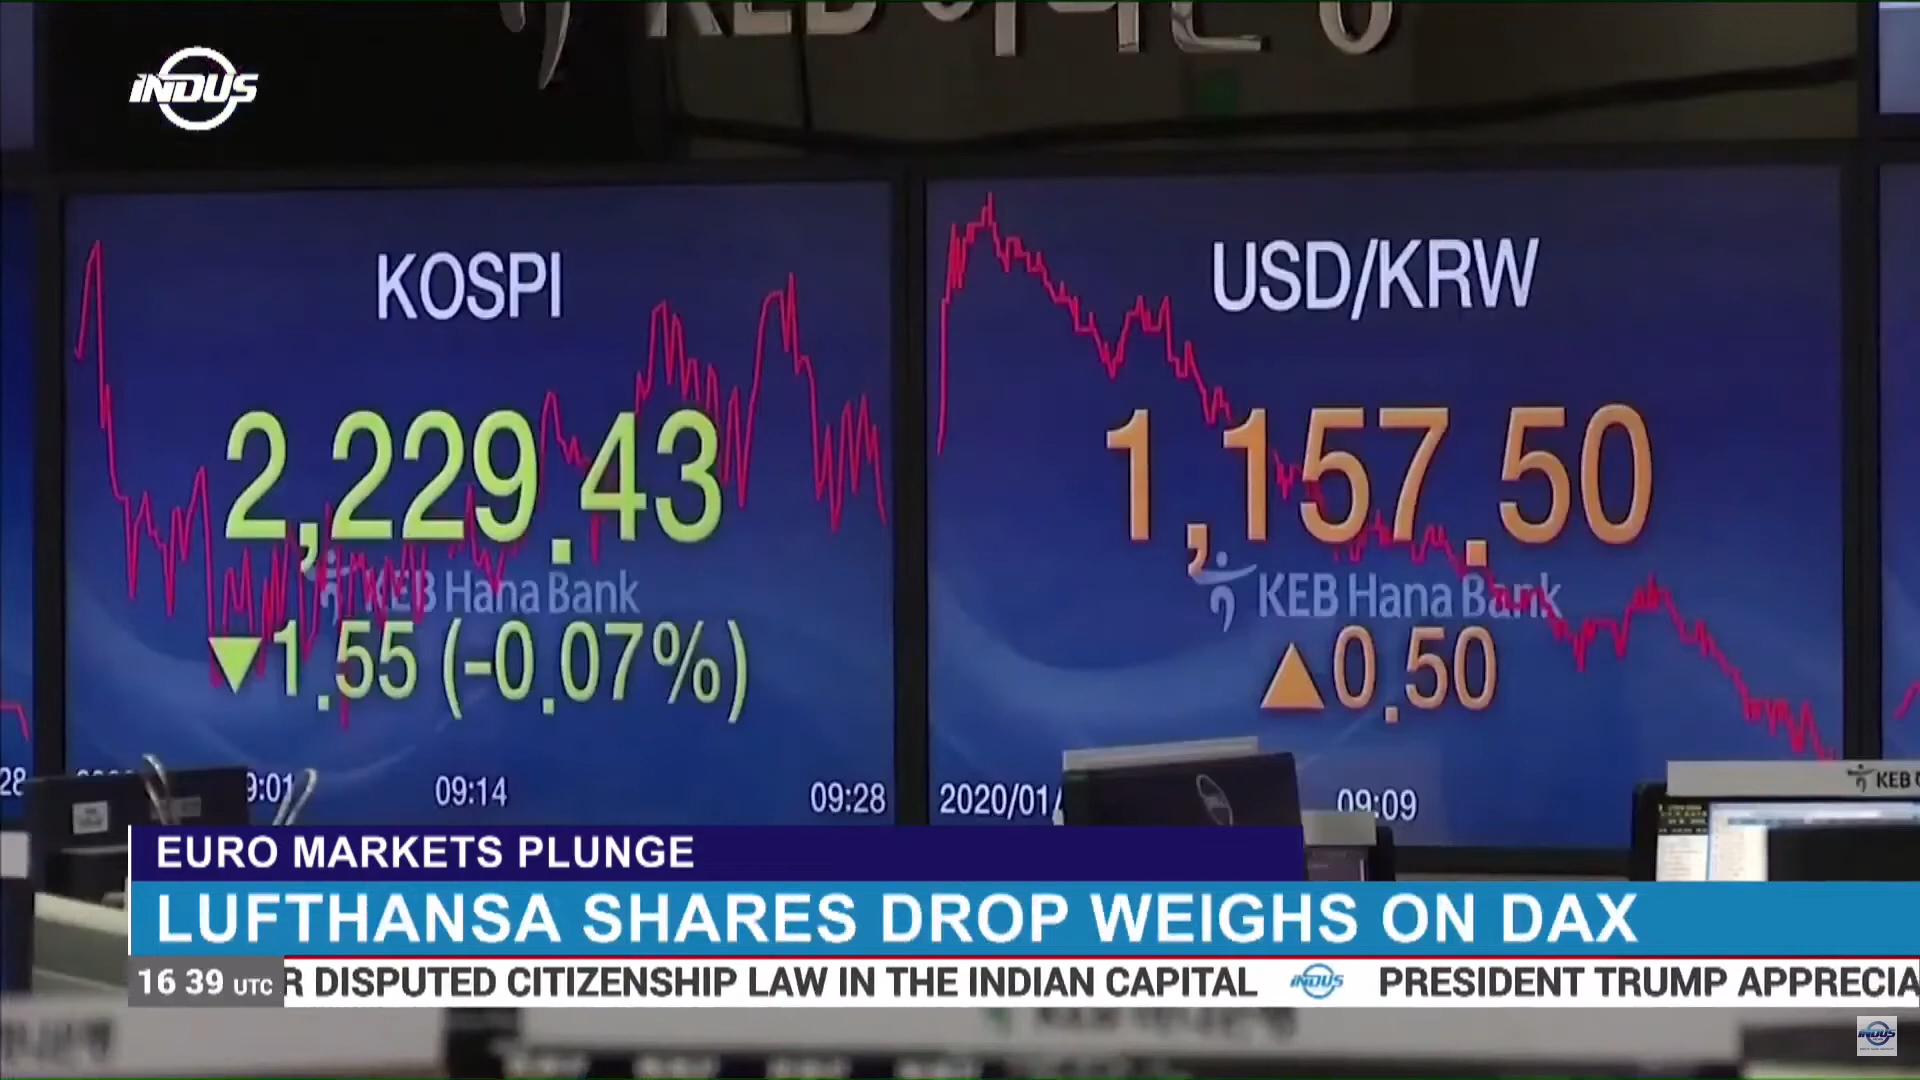 INDUS
KOSPI
2,229.43
KEB Hana Bank
▼1.55 (-0.07%)
09:14
09:28
USD/KRW
1,157.50
KEB Hana Bank
▲0.50
2020/01/
09:09
KEB
EURO MARKETS PLUNGE
LUFTHANSA SHARES DROP WEIGHS ON DAX
16 39 UTC
R DISPUTED CITIZENSHIP LAW IN THE INDIAN CAPITAL INDUS PRESIDENT TRUMP APPRECIA
INDUS